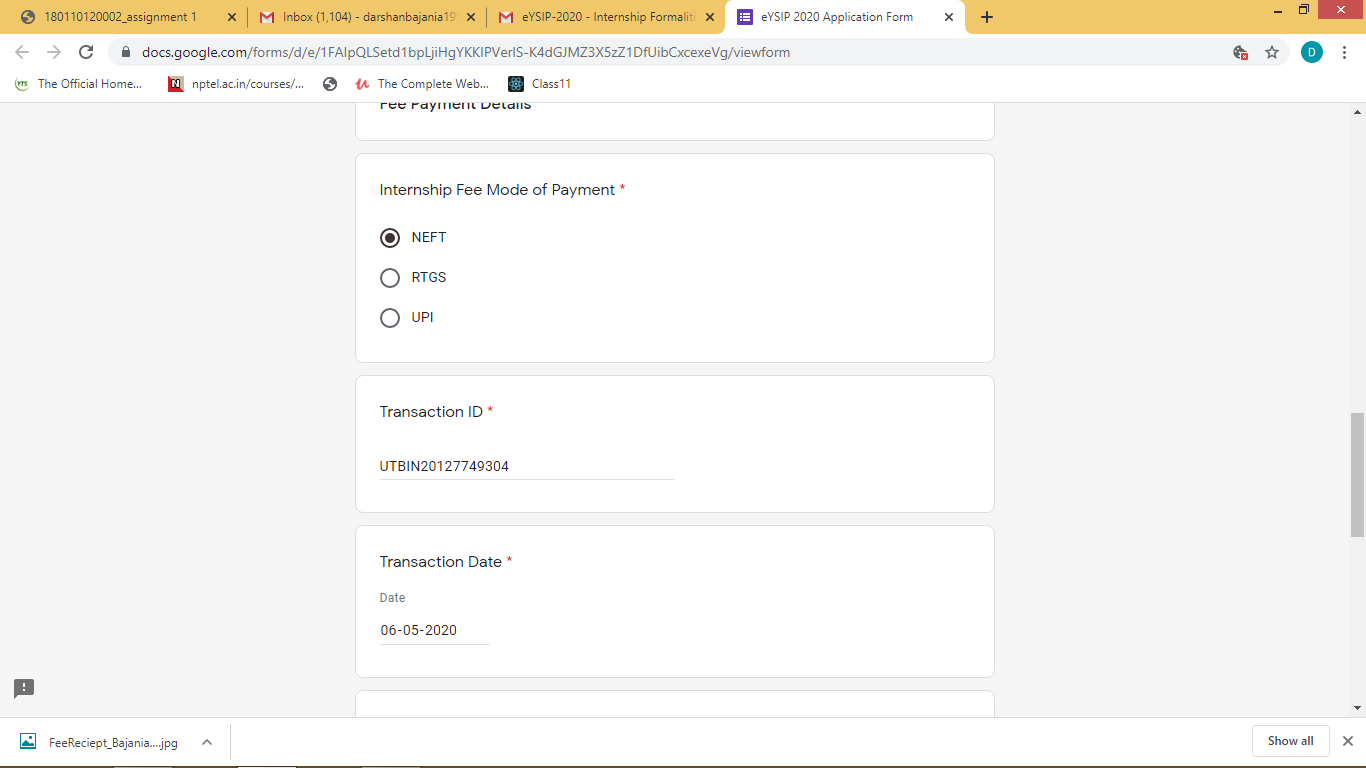 180110120002_assignment 1
Inbox (1,104) - darshanbajania19
eYSIP-2020 - Internship Formaliti
eYSIP 2020 Application Form
docs.google.com/forms/d/e/1FAIpQLSetd1bpLjiHgYKKlPVerIS-K4dGJMZ3X5zZ1DfUibCxcexeVg/viewform
D
YTS The Official Home...
N nptel.ac.in/courses/...
The Complete Web...
Class11
Fee Payment Details
Internship Fee Mode of Payment *
NEFT
RTGS
UPI
Transaction ID *
UTBIN20127749304
Transaction Date *
Date
06-05-2020
FeeReciept_Bajania....jpg
Show all